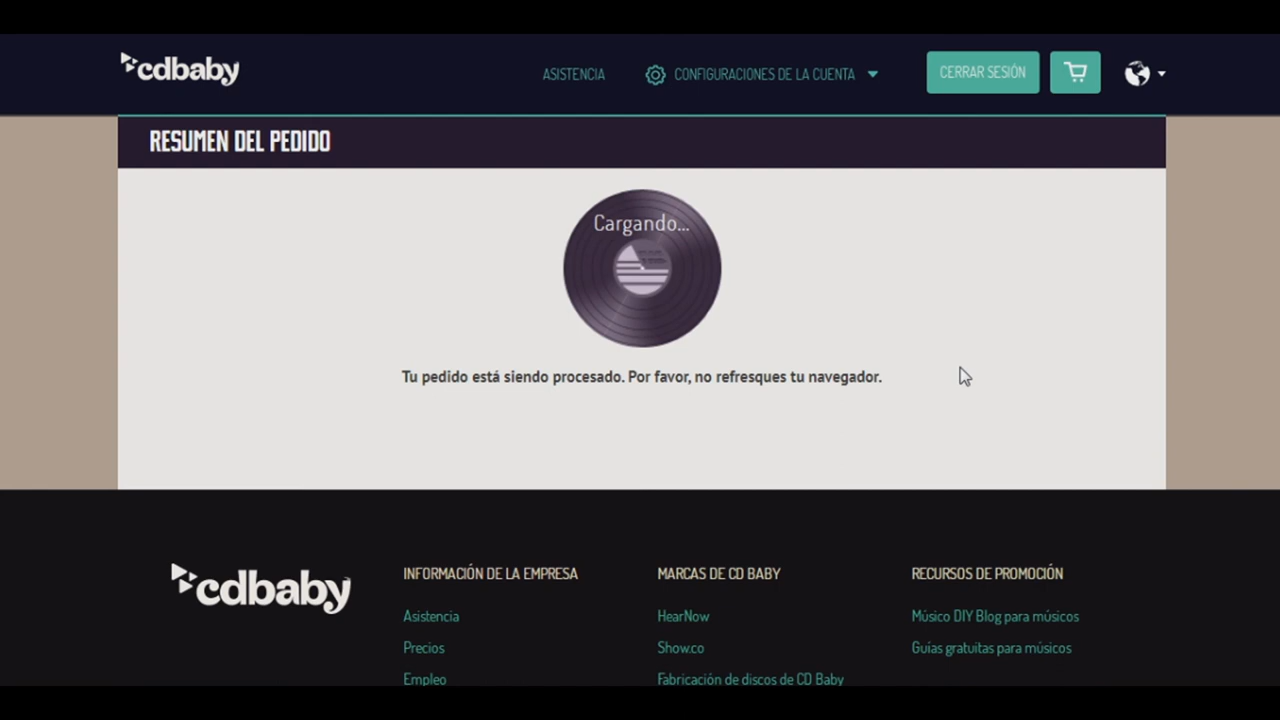 cdbaby
ASISTENCIA
CONFIGURACIONES DE LA CUENTA
CERRAR SESIÓN
RESUMEN DEL PEDIDO
Cargando...
Tu pedido está siendo procesado. Por favor, no refresques tu navegador.
cdbaby
INFORMACIÓN DE LA EMPRESA
Asistencia
Precios
Empleo
MARCAS DE CD BABY
HearNow
Show.co
Fabricación de discos de CD Baby
RECURSOS DE PROMOCIÓN
Músico DIY Blog para músicos
Guías gratuitas para músicos